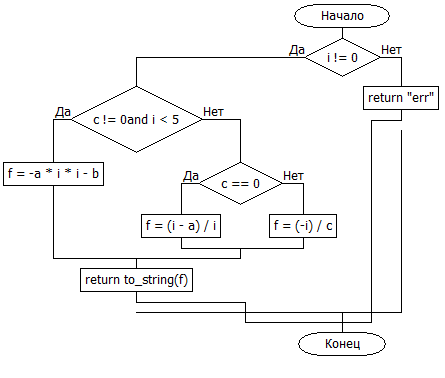 Начало
Да
i != 0
Нет
return "err"
Да
c != 0and i < 5
Нет
f = -a * i * i - b
Да
c == 0
Нет
f = (i - a) / i
f = (-i) / c
return to_string(f)
Конец